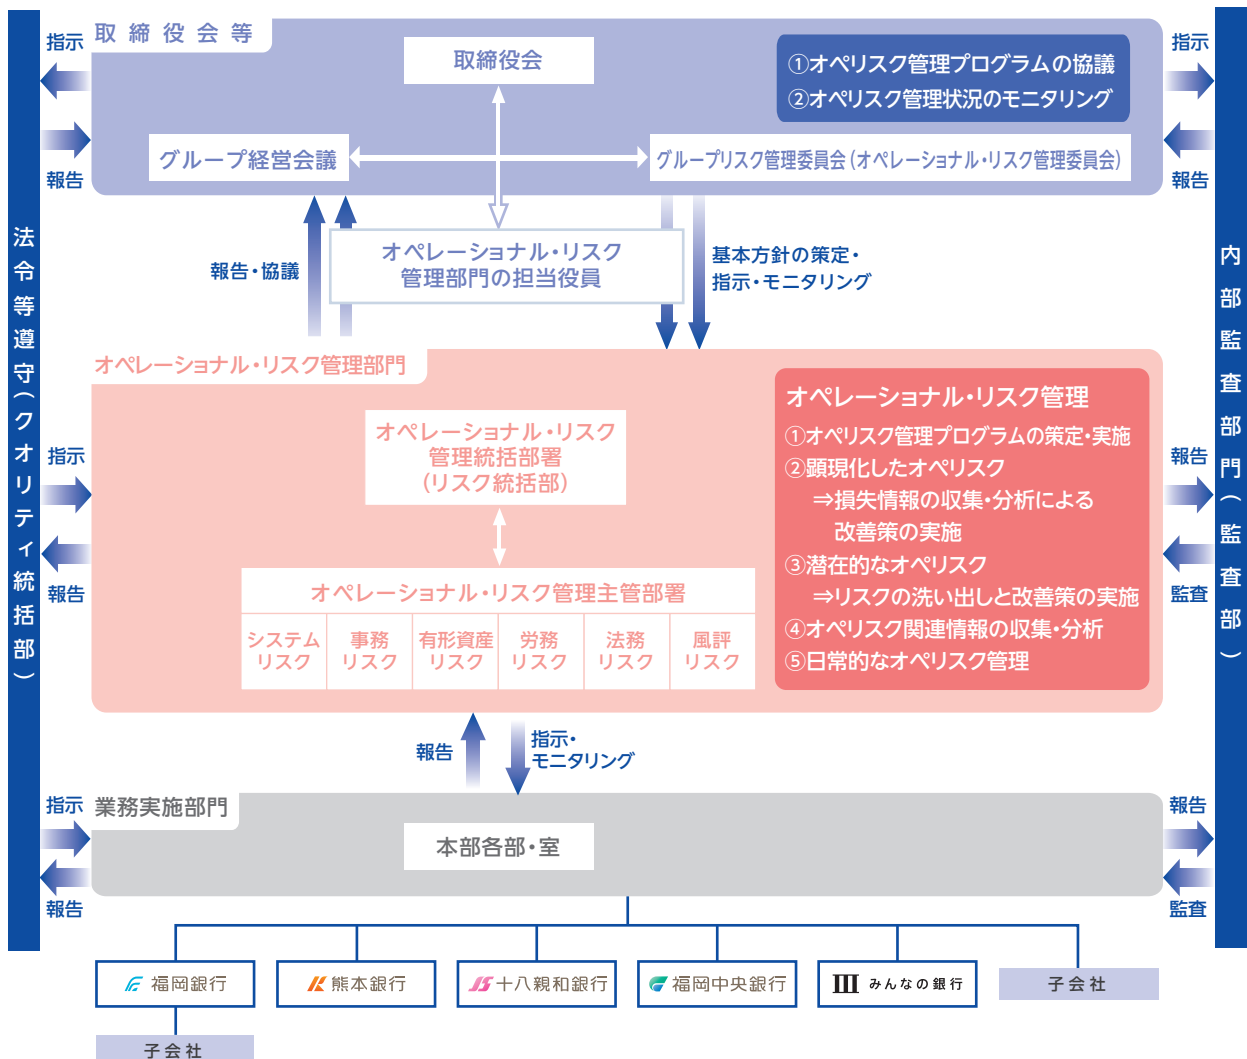 取締役会等
取締役会
①オペリスク管理プログラムの協議
②オペリスク管理状況のモニタリング
グループ経営会議
グループリスク管理委員会(オペレーショナル・リスク管理委員会)
指示
報告
指示
報告
法令等遵守(クオリティ統括部)
内部監査部門(監査部)
オペレーショナル・リスク
管理部門の担当役員
報告・協議
基本方針の策定・
指示・モニタリング
オペレーショナル・リスク管理部門
オペレーショナル・リスク
管理統括部署
(リスク統括部)
オペレーショナル・リスク管理主管部署
システム
リスク
事務
リスク
有形資産
リスク
労務
リスク
法務
リスク
風評
リスク
オペレーショナル・リスク管理
①オペリスク管理プログラムの策定・実施
②顕現化したオペリスク
⇒損失情報の収集・分析による
改善策の実施
③潜在的なオペリスク
⇒リスクの洗い出しと改善策の実施
④オペリスク関連情報の収集・分析
⑤日常的なオペリスク管理
指示
報告
報告
監査
報告
指示・
モニタリング
業務実施部門
本部各部・室
指示
報告
報告
監査
福岡銀行
熊本銀行
十八親和銀行
福岡中央銀行
みんなの銀行
子会社
子会社